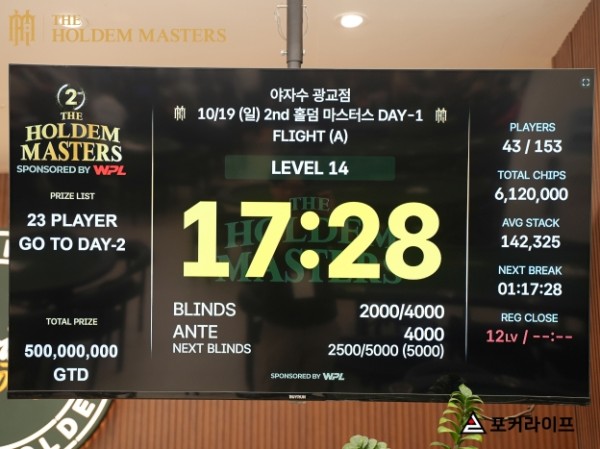 THE
HOLDEM MASTERS
2
THE
HOLDEM
MASTERS
SPONSORED BY WPL
PRIZE LIST
23 PLAYER
GO TO DAY-2
TOTAL PRIZE
500,000,000
GTD
야자수 광교점
10/19 (일) 2nd 홀덤 마스터스 DAY-1
FLIGHT (A)
LEVEL 14
THE
HOLDEM
MASTERS
17:28
BLINDS 2000/4000
ANTE 4000
NEXT BLINDS 2500/5000 (5000)
SPONSORED BY WPL
PLAYERS
43 / 153
TOTAL CHIPS
6,120,000
AVG STACK
142,325
NEXT BREAK
01:17:28
REG CLOSE
12LV / --:--
포커라이프